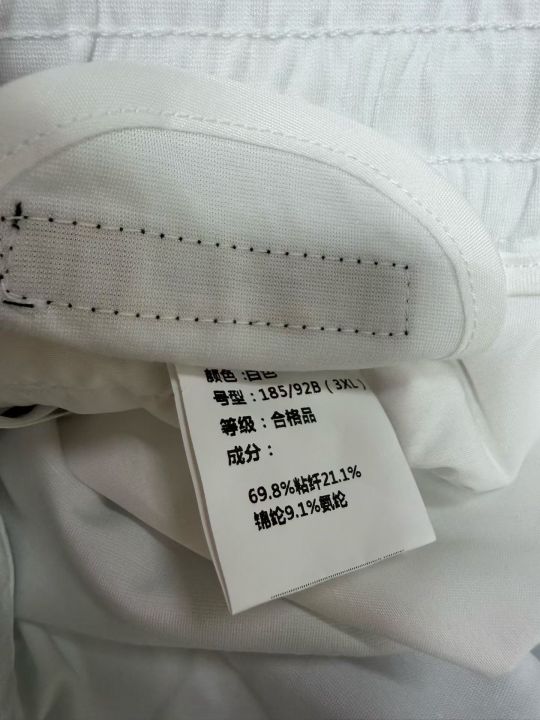 颜色:白色
号型：185/92B（3XL）
等级：合格品
成分：
69.8%粘纤21.1%
锦纶9.1%氨纶